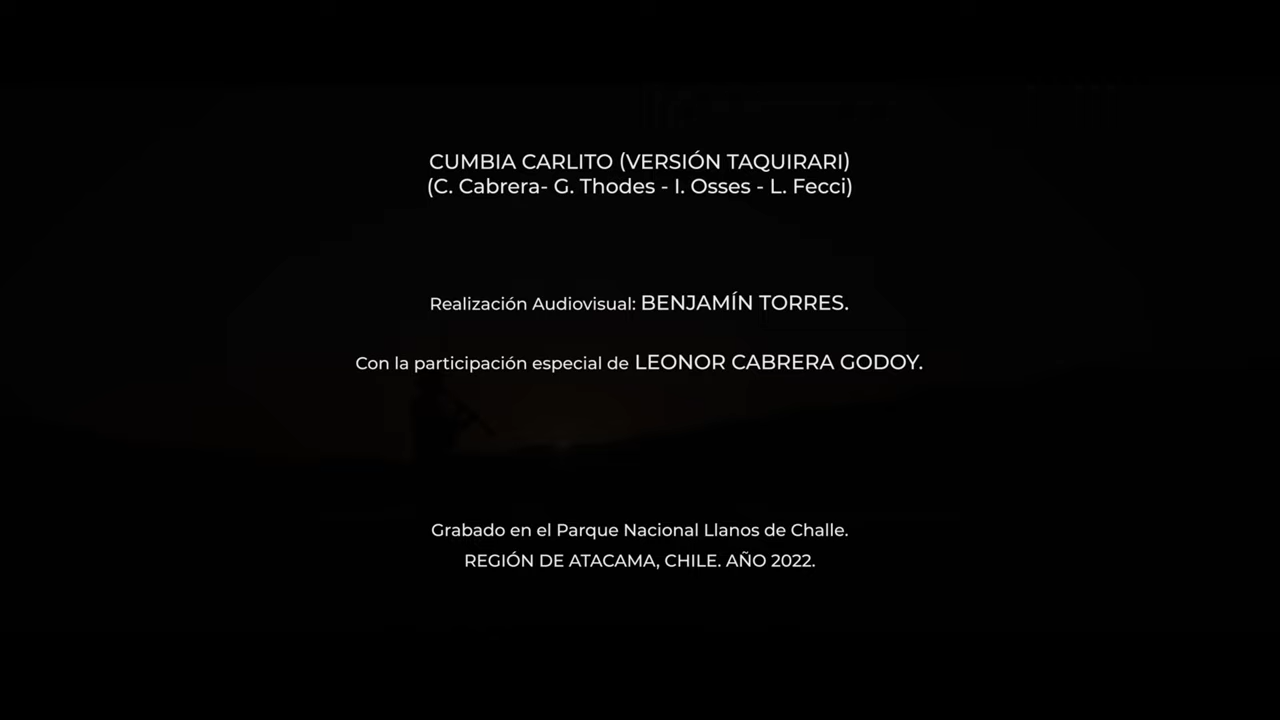 CUMBIA CARLITO (VERSIÓN TAQUIRARI)
(C. Cabrera- G. Thodes - I. Osses - L. Fecci)
Realización Audiovisual: BENJAMÍN TORRES.
Con la participación especial de LEONOR CABRERA GODOY.
Grabado en el Parque Nacional Llanos de Challe.
REGIÓN DE ATACAMA, CHILE. AÑO 2022.